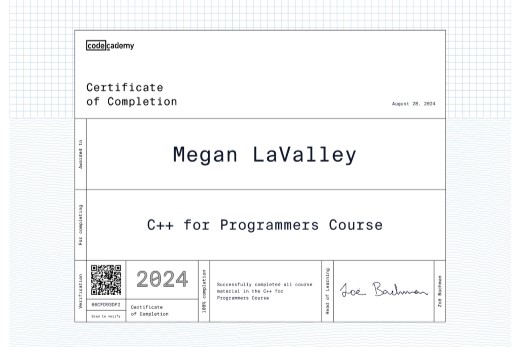 codecademy
Certificate
of Completion
August 28, 2024
Awarded to
Megan LaValley
For completing
C++ for Programmers Course
Verification
Scan to verify
2024
Certificate
of Completion
100% completion
Successfully completed all course
material in the C++ for
Programmers Course
Head of Learning
Zoe Bachman
Zoe Bachman